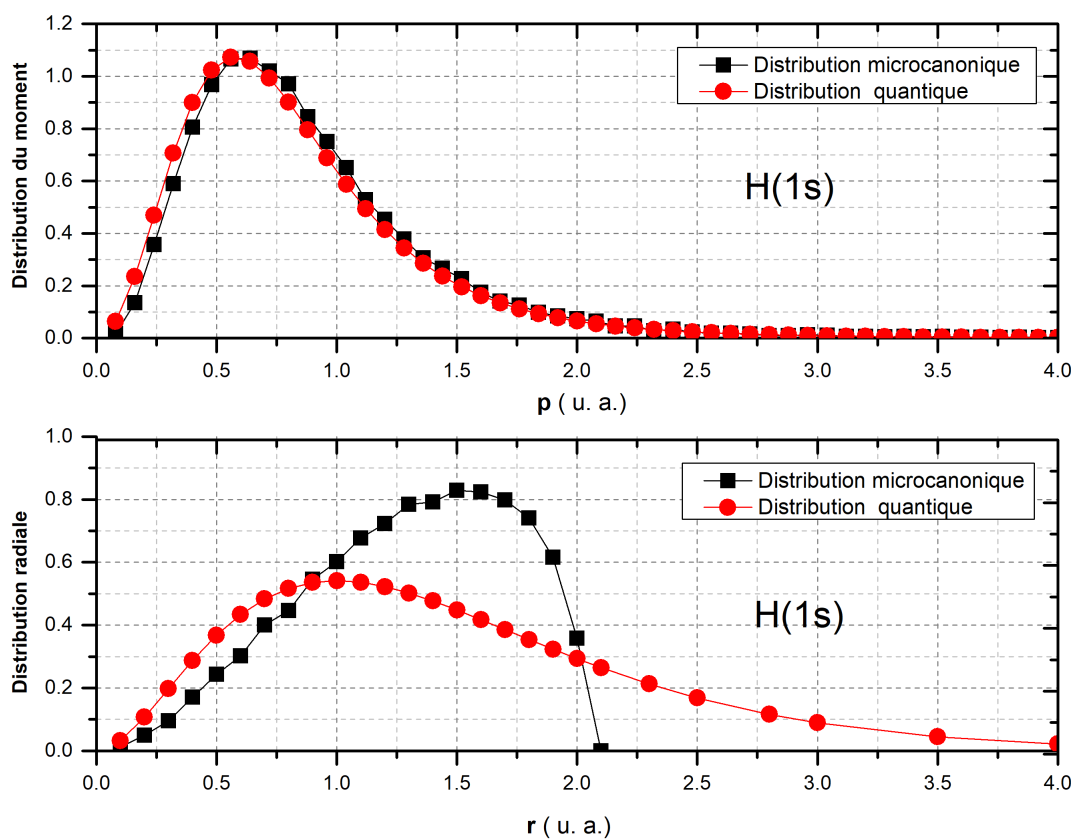 1.2
1.0
0.8
0.6
0.4
0.2
0.0
Distribution du moment
Distribution microcanonique
Distribution quantique
H(1s)
0.0 0.5 1.0 1.5 2.0 2.5 3.0 3.5 4.0
p ( u. a.)
1.0
0.8
0.6
0.4
0.2
0.0
Distribution radiale
Distribution microcanonique
Distribution quantique
H(1s)
0.0 0.5 1.0 1.5 2.0 2.5 3.0 3.5 4.0
r ( u. a.)